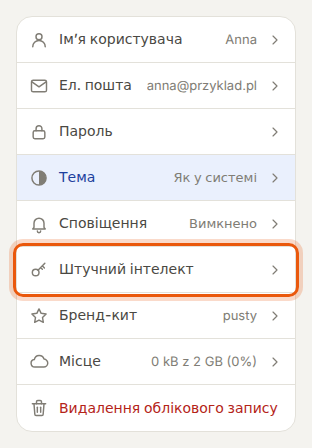 Ім'я користувача Anna
Ел. пошта anna@przyklad.pl
Пароль
Тема Як у системі
Сповіщення Вимкнено
Штучний інтелект
Бренд-кит pusty
Місце 0 kB z 2 GB (0%)
Видалення облікового запису